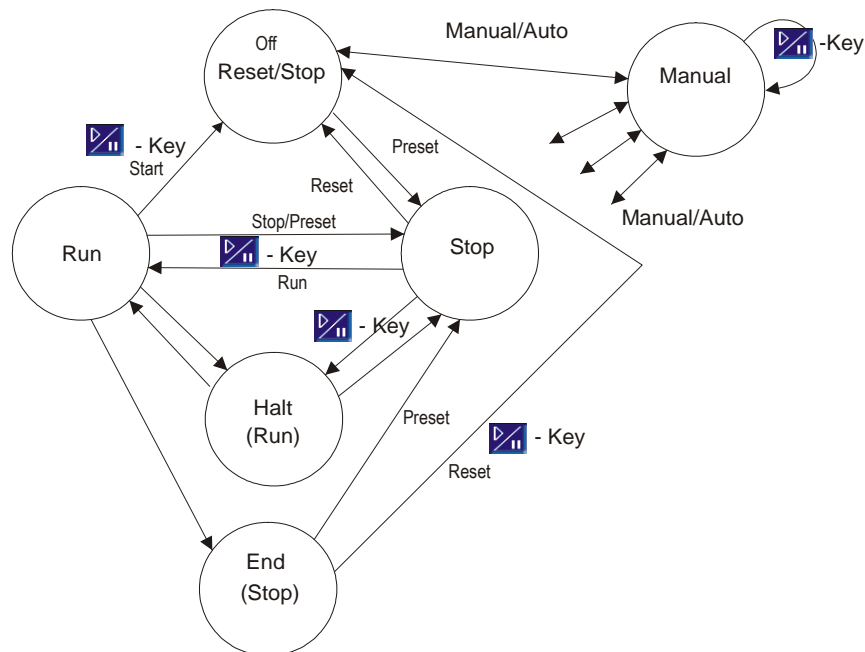 Off
Reset/Stop
Manual/Auto
Manual
-Key
- Key
Start
Preset
Reset
Run
Stop/Preset
- Key
Run
Stop
- Key
Halt
(Run)
Preset
- Key
Reset
Manual/Auto
End
(Stop)